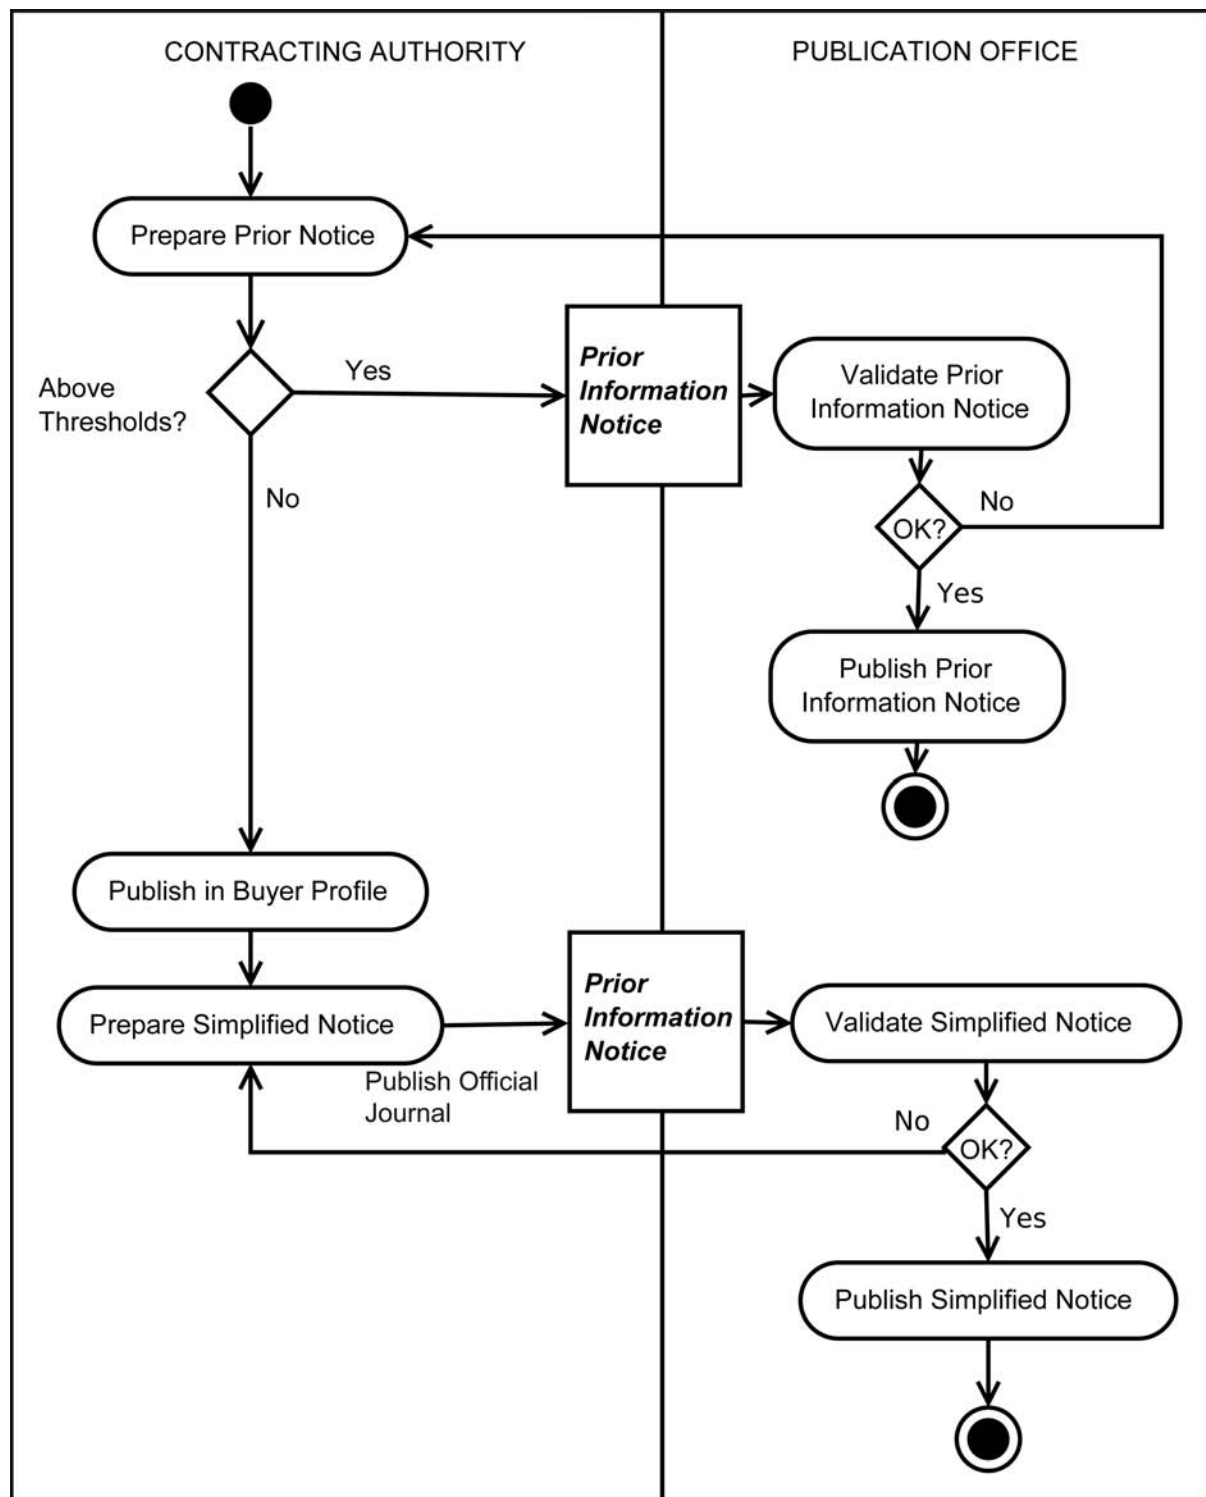 CONTRACTING AUTHORITY
PUBLICATION OFFICE
Prepare Prior Notice
Above
Thresholds?
Yes
No
Prior
Information
Notice
Validate Prior
Information Notice
OK?
No
Yes
Publish Prior
Information Notice
Publish in Buyer Profile
Prepare Simplified Notice
Publish Official
Journal
Prior
Information
Notice
Validate Simplified Notice
No
OK?
Yes
Publish Simplified Notice